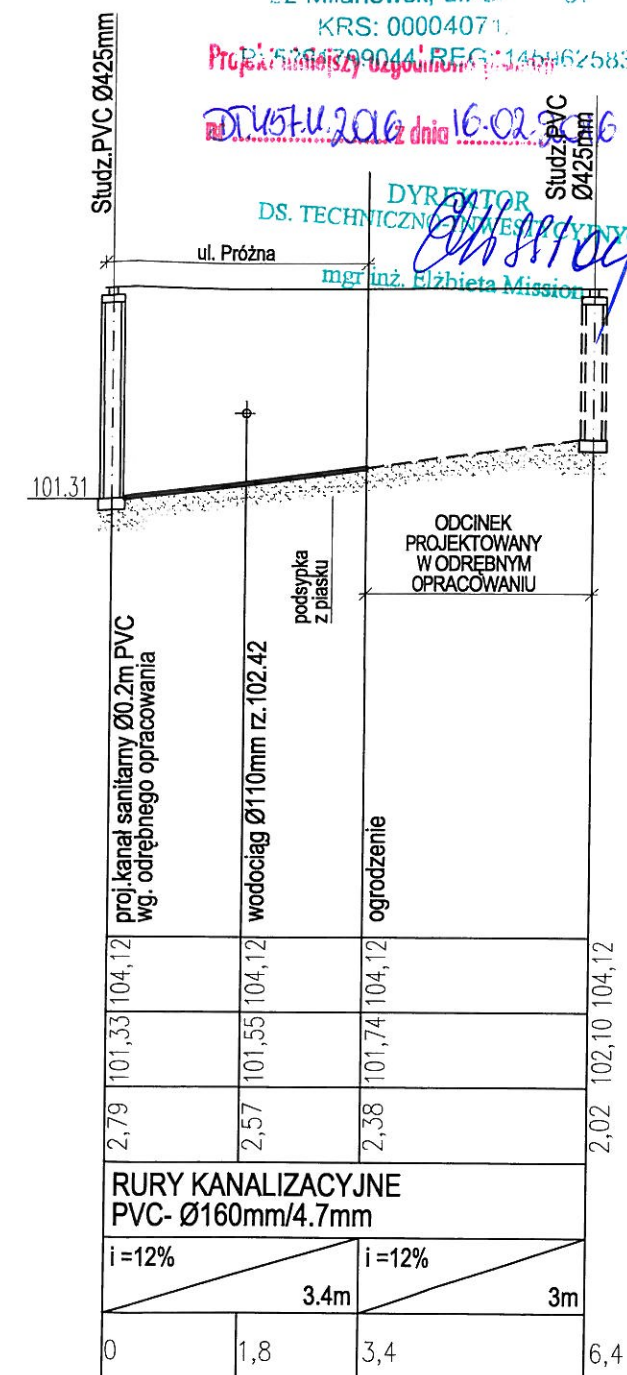 KRS: 00004071
Projekt niniejszy uzgodniono
z dnia 16.02.2016
DYREKTOR
DS. TECHNICZNO-INWESTYCYJNY
mgr inż. Elżbieta Mission
Studz.PVC Ø425mm
Studz.PVC
Ø425mm
ul. Próżna
101.31
podsypka
z piasku
ODCINEK
PROJEKTOWANY
W ODRĘBNYM
OPRACOWANIU
proj.kanał sanitarny Ø0.2m PVC
wg. odrębnego opracowania
wodociąg Ø110mm rz.102.42
ogrodzenie
104,12 104,12 104,12 104,12
101,33 101,55 101,74 102,10
2,79 2,57 2,38 2,02
RURY KANALIZACYJNE
PVC- Ø160mm/4.7mm
i =12% 3.4m i =12% 3m
0 1,8 3,4 6,4